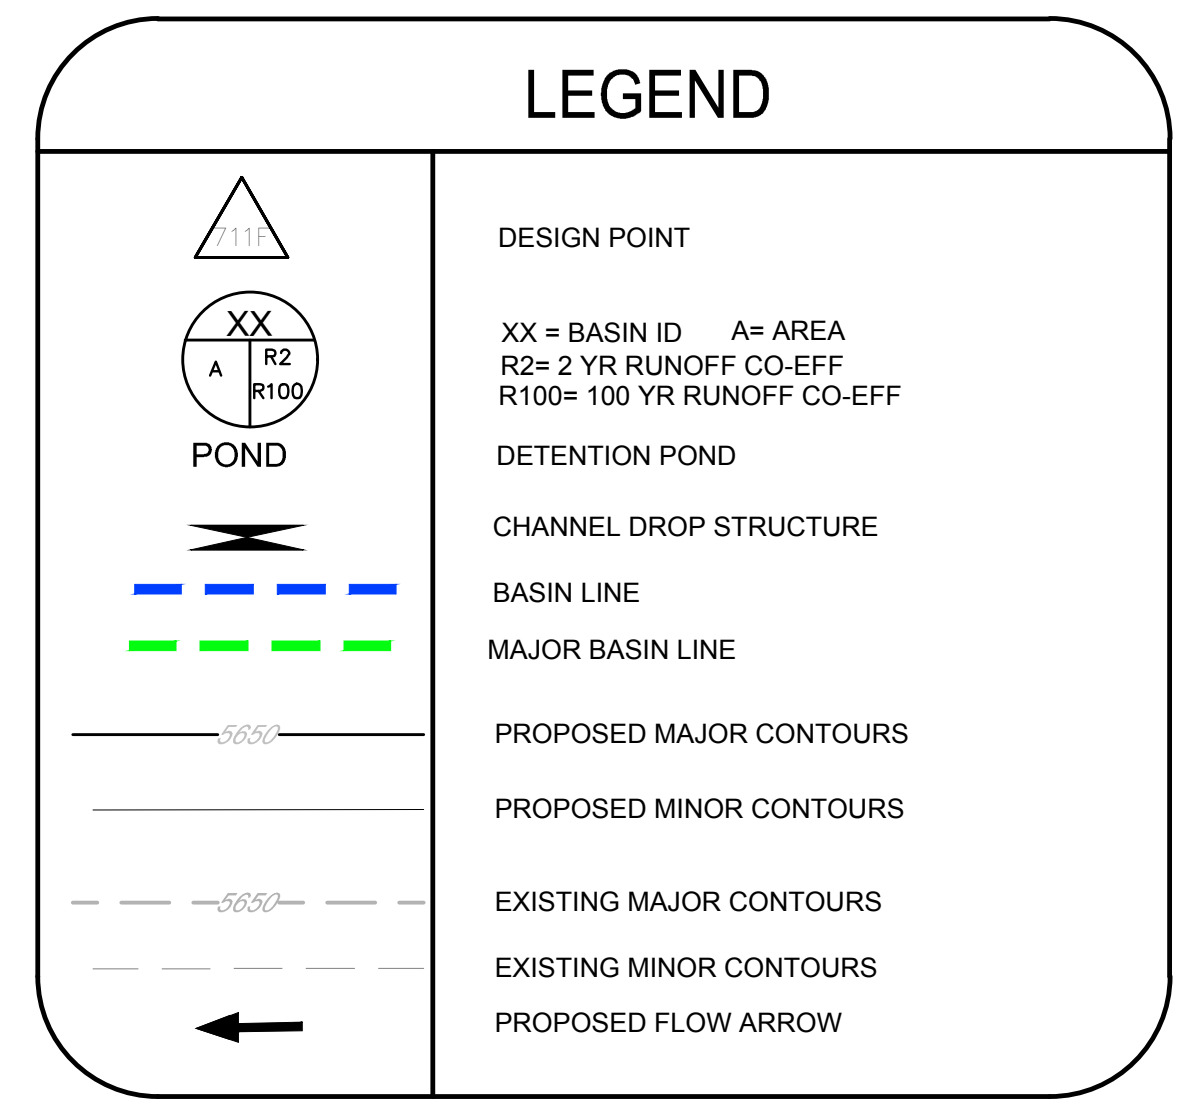 LEGEND
711F
DESIGN POINT
XX
A
R2
R100
XX = BASIN ID A= AREA
R2= 2 YR RUNOFF CO-EFF
R100= 100 YR RUNOFF CO-EFF
POND
DETENTION POND
CHANNEL DROP STRUCTURE
BASIN LINE
MAJOR BASIN LINE
5650
PROPOSED MAJOR CONTOURS
PROPOSED MINOR CONTOURS
5650
EXISTING MAJOR CONTOURS
EXISTING MINOR CONTOURS
PROPOSED FLOW ARROW